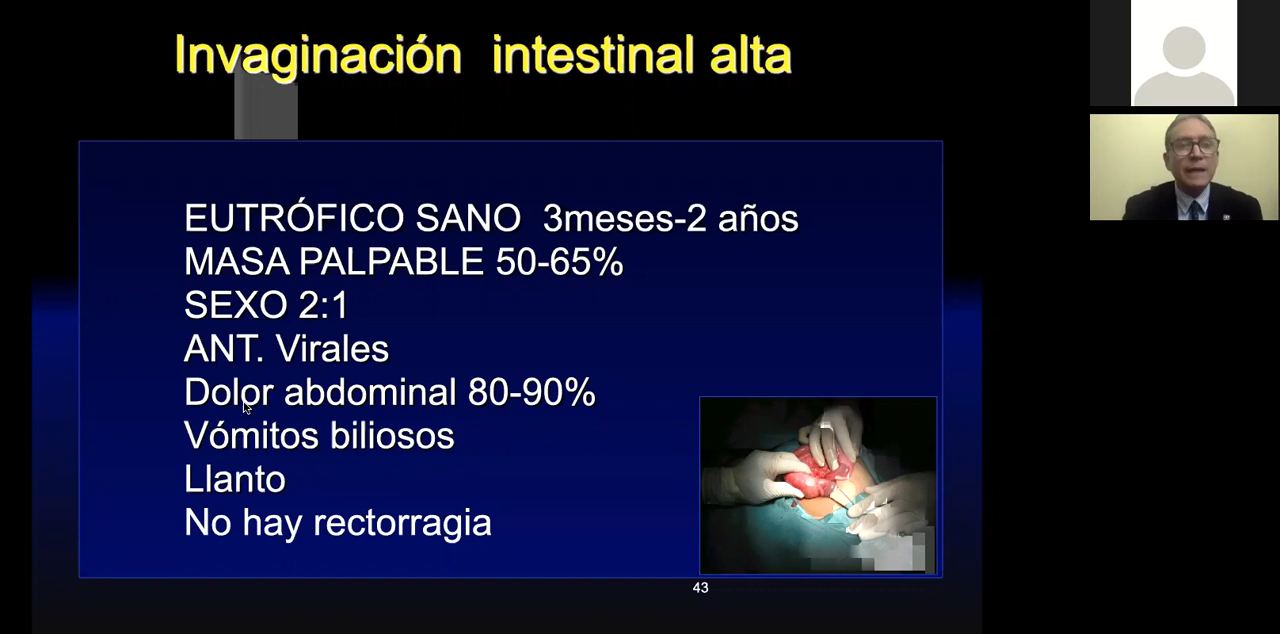 Invaginación intestinal alta
EUTRÓFICO SANO 3meses-2 años
MASA PALPABLE 50-65%
SEXO 2:1
ANT. Virales
Dolor abdominal 80-90%
Vómitos biliosos
Llanto
No hay rectorragia
43